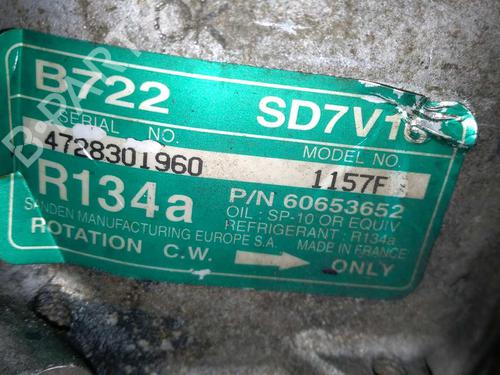 B722 SD7V16
SERIAL NO. MODEL NO.
4728301960 1157F
R134a P/N 60653652
OIL : SP-10 OR EQUIV
REFRIGERANT : R134a
SANDEN MANUFACTURING EUROPE S.A. MADE IN FRANCE
ROTATION C.W. ONLY